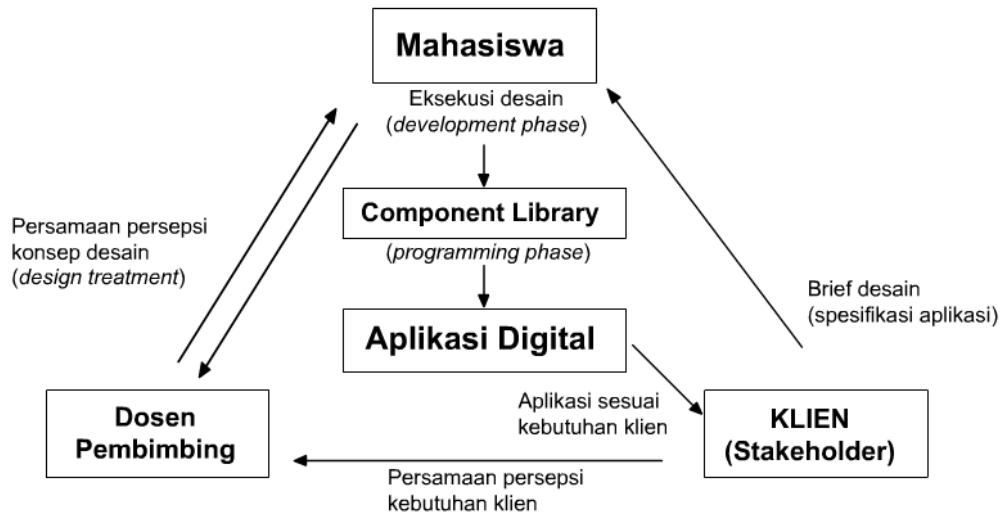 Mahasiswa
Eksekusi desain
(development phase)
Component Library
(programming phase)
Persamaan persepsi
konsep desain
(design treatment)
Brief desain
(spesifikasi aplikasi)
Aplikasi Digital
Aplikasi sesuai
kebutuhan klien
Dosen
Pembimbing
KLIEN
(Stakeholder)
Persamaan persepsi
kebutuhan klien